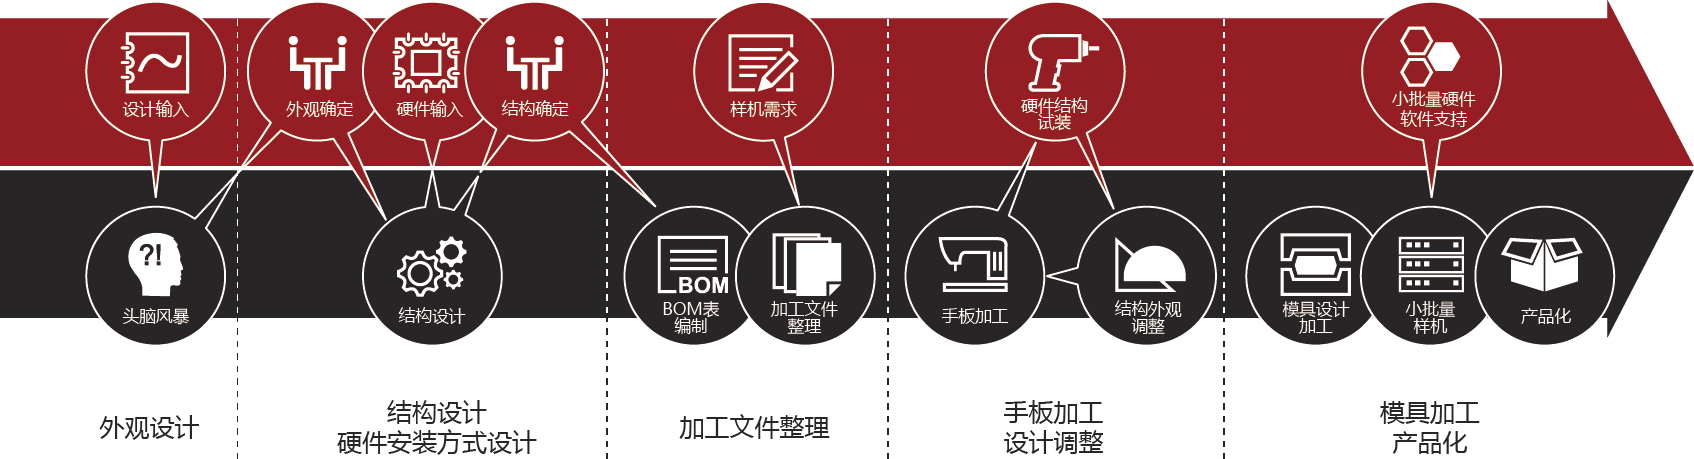 设计输入
外观确定
硬件输入
结构确定
样机需求
硬件结构
试装
小批量硬件
软件支持
?!
头脑风暴
结构设计
BOM
BOM表
编制
加工文件
整理
手板加工
结构外观
调整
模具设计
加工
小批量
样机
产品化
外观设计
结构设计
硬件安装方式设计
加工文件整理
手板加工
设计调整
模具加工
产品化